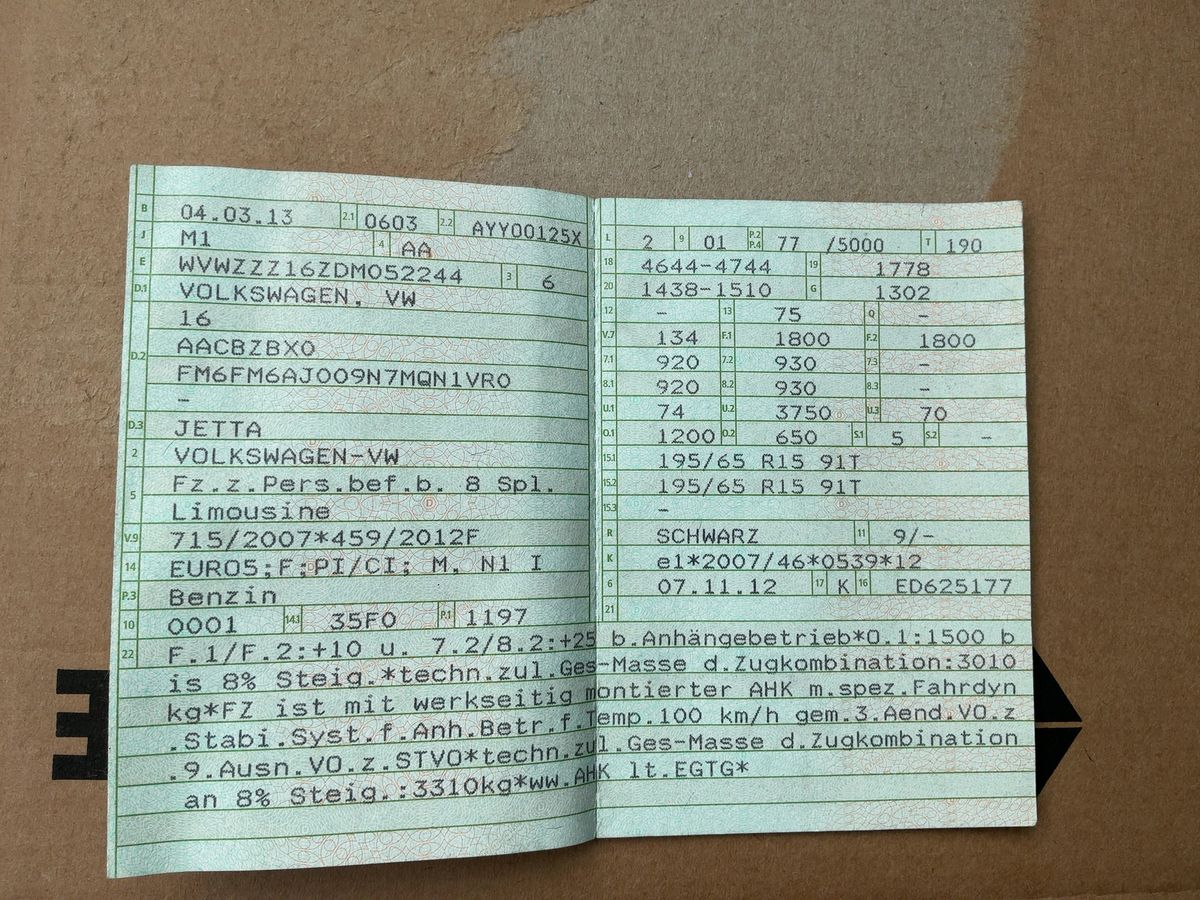 B 04.03.13 2.1 0603 2.2 AYY00125X
J M1 4 AA
E WVWZZZ16ZDM052244 3 6
D.1 VOLKSWAGEN, VW
16
D.2 AACBZBX0
FM6FM6AJ009N7MQN1VR0
–
D.3 JETTA
2 VOLKSWAGEN-VW
5 Fz.z.Pers.bef.b. 8 Spl.
Limousine
V.9 715/2007*459/2012F
14 EURO5;F;PI/CI; M, N1 I
P.3 Benzin
10 0001 14.1 35F0 P.1 1197
L 2 9 01 P.2 P.4 77 /5000 T 190
18 4644-4744 19 1778
20 1438-1510 G 1302
12 – 13 75 Q –
V.7 134 F.1 1800 F.2 1800
7.1 920 7.2 930 7.3 –
8.1 920 8.2 930 8.3 –
U.1 74 U.2 3750 U.3 70
O.1 1200 O.2 650 S.1 5 S.2 –
15.1 195/65 R15 91T
15.2 195/65 R15 91T
15.3 –
R SCHWARZ 11 9/–
K e1*2007/46*0539*12
6 07.11.12 17 K 16 ED625177
21
22 F.1/F.2:+10 u. 7.2/8.2:+25 b.Anhängebetrieb*O.1:1500 b
is 8% Steig.*techn.zul.Ges-Masse d.Zugkombination:3010
kg*FZ ist mit werkseitig montierter AHK m.spez.Fahrdyn
.Stabi.Syst.f.Anh.Betr.f.Temp.100 km/h gem.3.Aend.VO.z
.9.Ausn.VO.z.STVO*techn.zul.Ges-Masse d.Zugkombination
an 8% Steig.:3310kg*ww.AHK lt.EGTG*